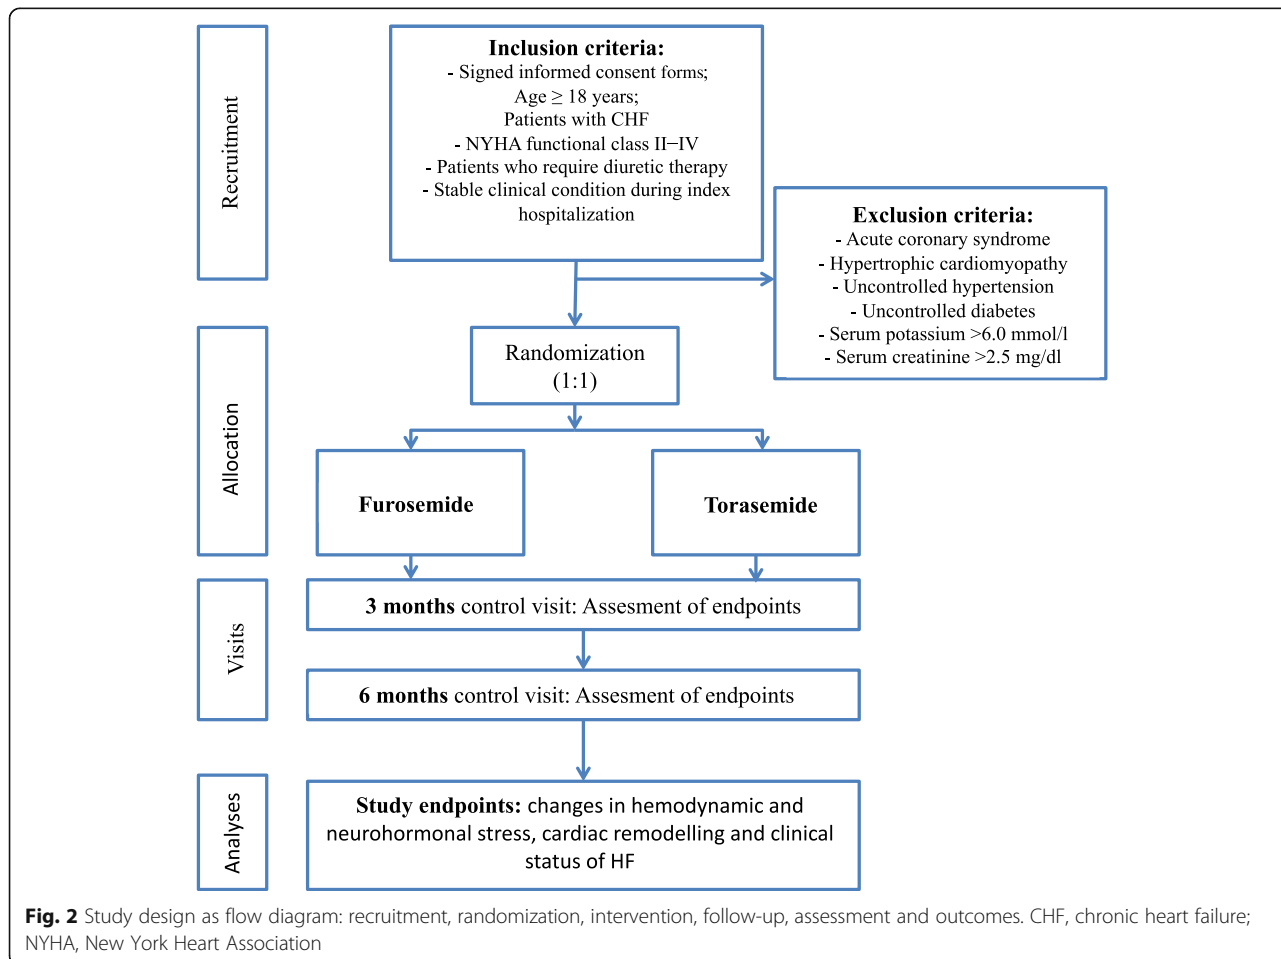 Recruitment
Inclusion criteria:
- Signed informed consent forms;
Age ≥ 18 years;
Patients with CHF
- NYHA functional class II–IV
- Patients who require diuretic therapy
- Stable clinical condition during index
hospitalization
Exclusion criteria:
- Acute coronary syndrome
- Hypertrophic cardiomyopathy
- Uncontrolled hypertension
- Uncontrolled diabetes
- Serum potassium >6.0 mmol/l
- Serum creatinine >2.5 mg/dl
Allocation
Randomization
(1:1)
Furosemide
Torasemide
Visits
3 months control visit: Assesment of endpoints
6 months control visit: Assesment of endpoints
Analyses
Study endpoints: changes in hemodynamic and
neurohormonal stress, cardiac remodelling and clinical
status of HF
Fig. 2 Study design as flow diagram: recruitment, randomization, intervention, follow-up, assessment and outcomes. CHF, chronic heart failure;
NYHA, New York Heart Association